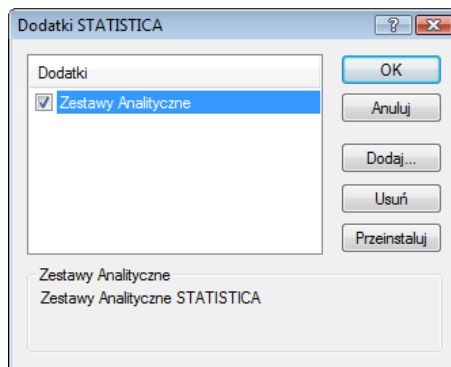 Dodatki STATISTICA
Dodatki
Zestawy Analityczne
OK
Anuluj
Dodaj...
Usuń
Przeinstaluj
Zestawy Analityczne
Zestawy Analityczne STATISTICA